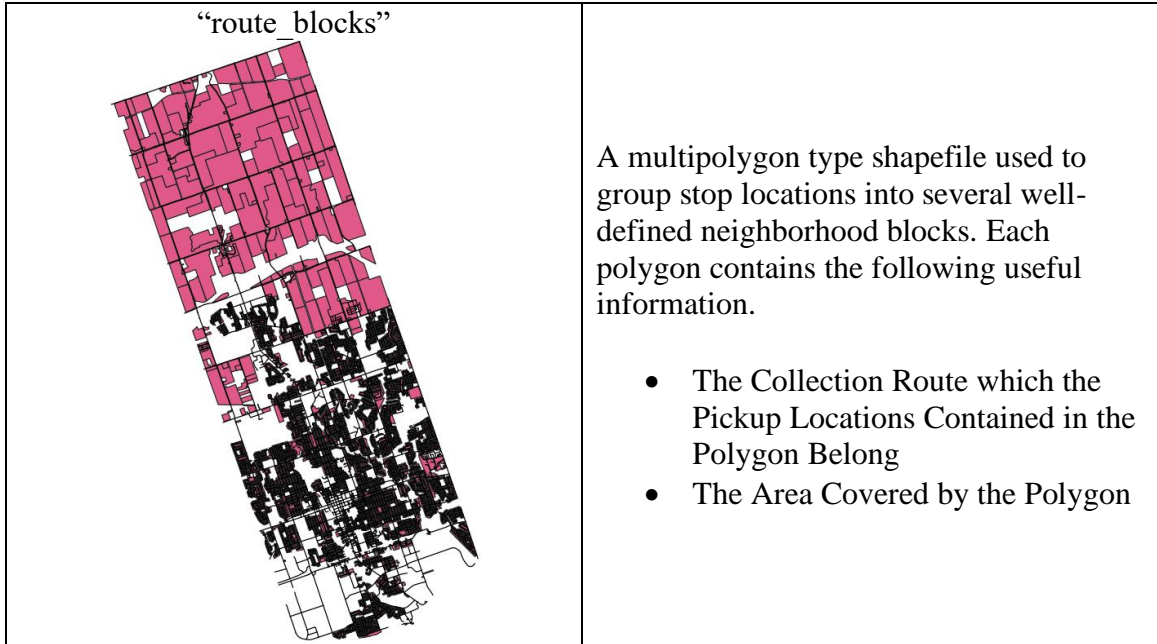 “route_blocks”
A multipolygon type shapefile used to
group stop locations into several well-
defined neighborhood blocks. Each
polygon contains the following useful
information.
• The Collection Route which the
Pickup Locations Contained in the
Polygon Belong
• The Area Covered by the Polygon